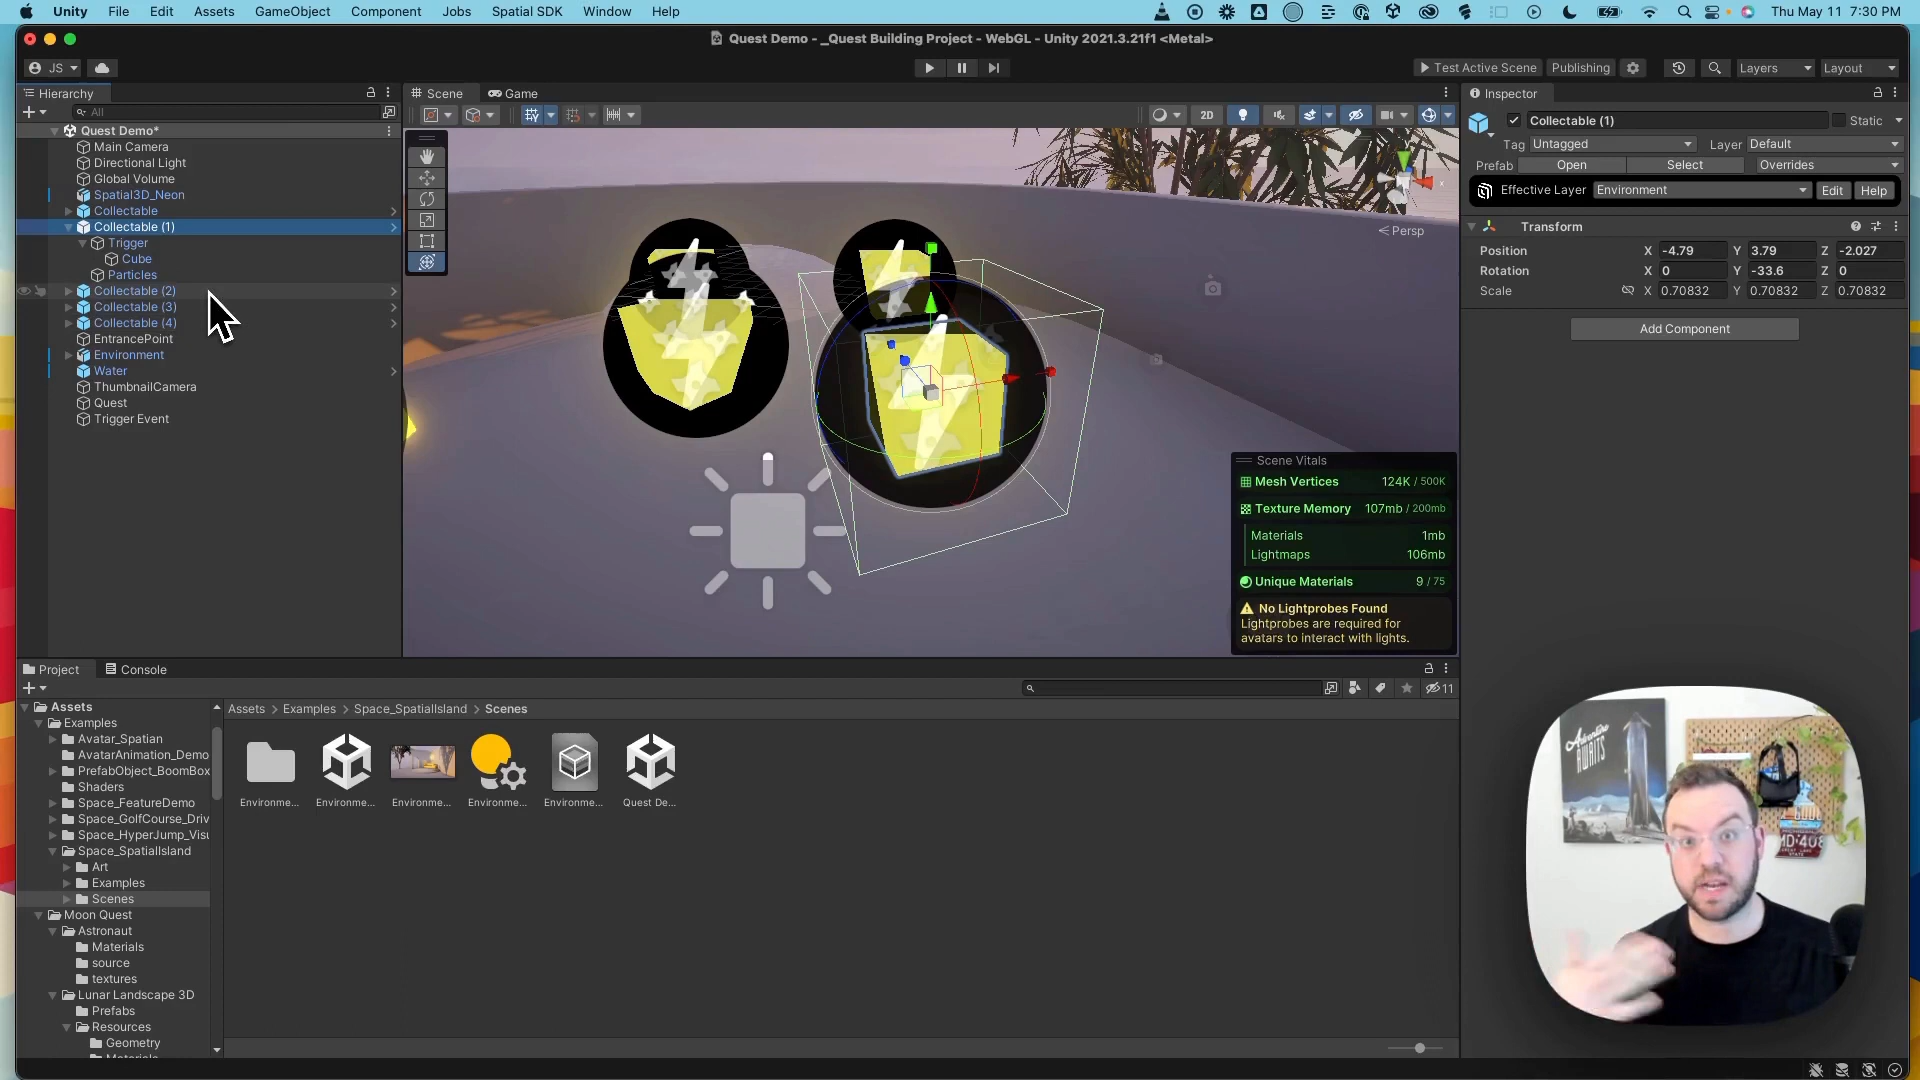 Unity File Edit Assets GameObject Component Jobs Spatial SDK Window Help Thu May 11 7:30 PM
Quest Demo - _Quest Building Project - WebGL - Unity 2021.3.21f1 <Metal>
JS Test Active Scene Publishing Layers Layout
Hierarchy
All
Quest Demo*
Main Camera
Directional Light
Global Volume
Spatial3D_Neon
Collectable
Collectable (1)
Trigger
Cube
Particles
Collectable (2)
Collectable (3)
Collectable (4)
EntrancePoint
Environment
Water
ThumbnailCamera
Quest
Trigger Event
Scene Game
2D
Persp
x
Scene Vitals
Mesh Vertices 124K / 500K
Texture Memory 107mb / 200mb
Materials 1mb
Lightmaps 106mb
Unique Materials 9 / 75
No Lightprobes Found
Lightprobes are required for
avatars to interact with lights.
Inspector
Collectable (1) Static
Tag Untagged Layer Default
Prefab Open Select Overrides
Effective Layer Environment Edit Help
Transform
Position X -4.79 Y 3.79 Z -2.027
Rotation X 0 Y -33.6 Z 0
Scale X 0.70832 Y 0.70832 Z 0.70832
Add Component
Project Console
11
Assets
Examples
Avatar_Spatian
AvatarAnimation_Demo
PrefabObject_BoomBox
Shaders
Space_FeatureDemo
Space_GolfCourse_Driv
Space_HyperJump_Visu
Space_SpatialIsland
Art
Examples
Scenes
Moon Quest
Astronaut
Materials
source
textures
Lunar Landscape 3D
Prefabs
Resources
Geometry
Materials
Assets > Examples > Space_SpatialIsland > Scenes
Environme... Environme... Environme... Environme... Environme... Quest De...
Adventure
AWAITS